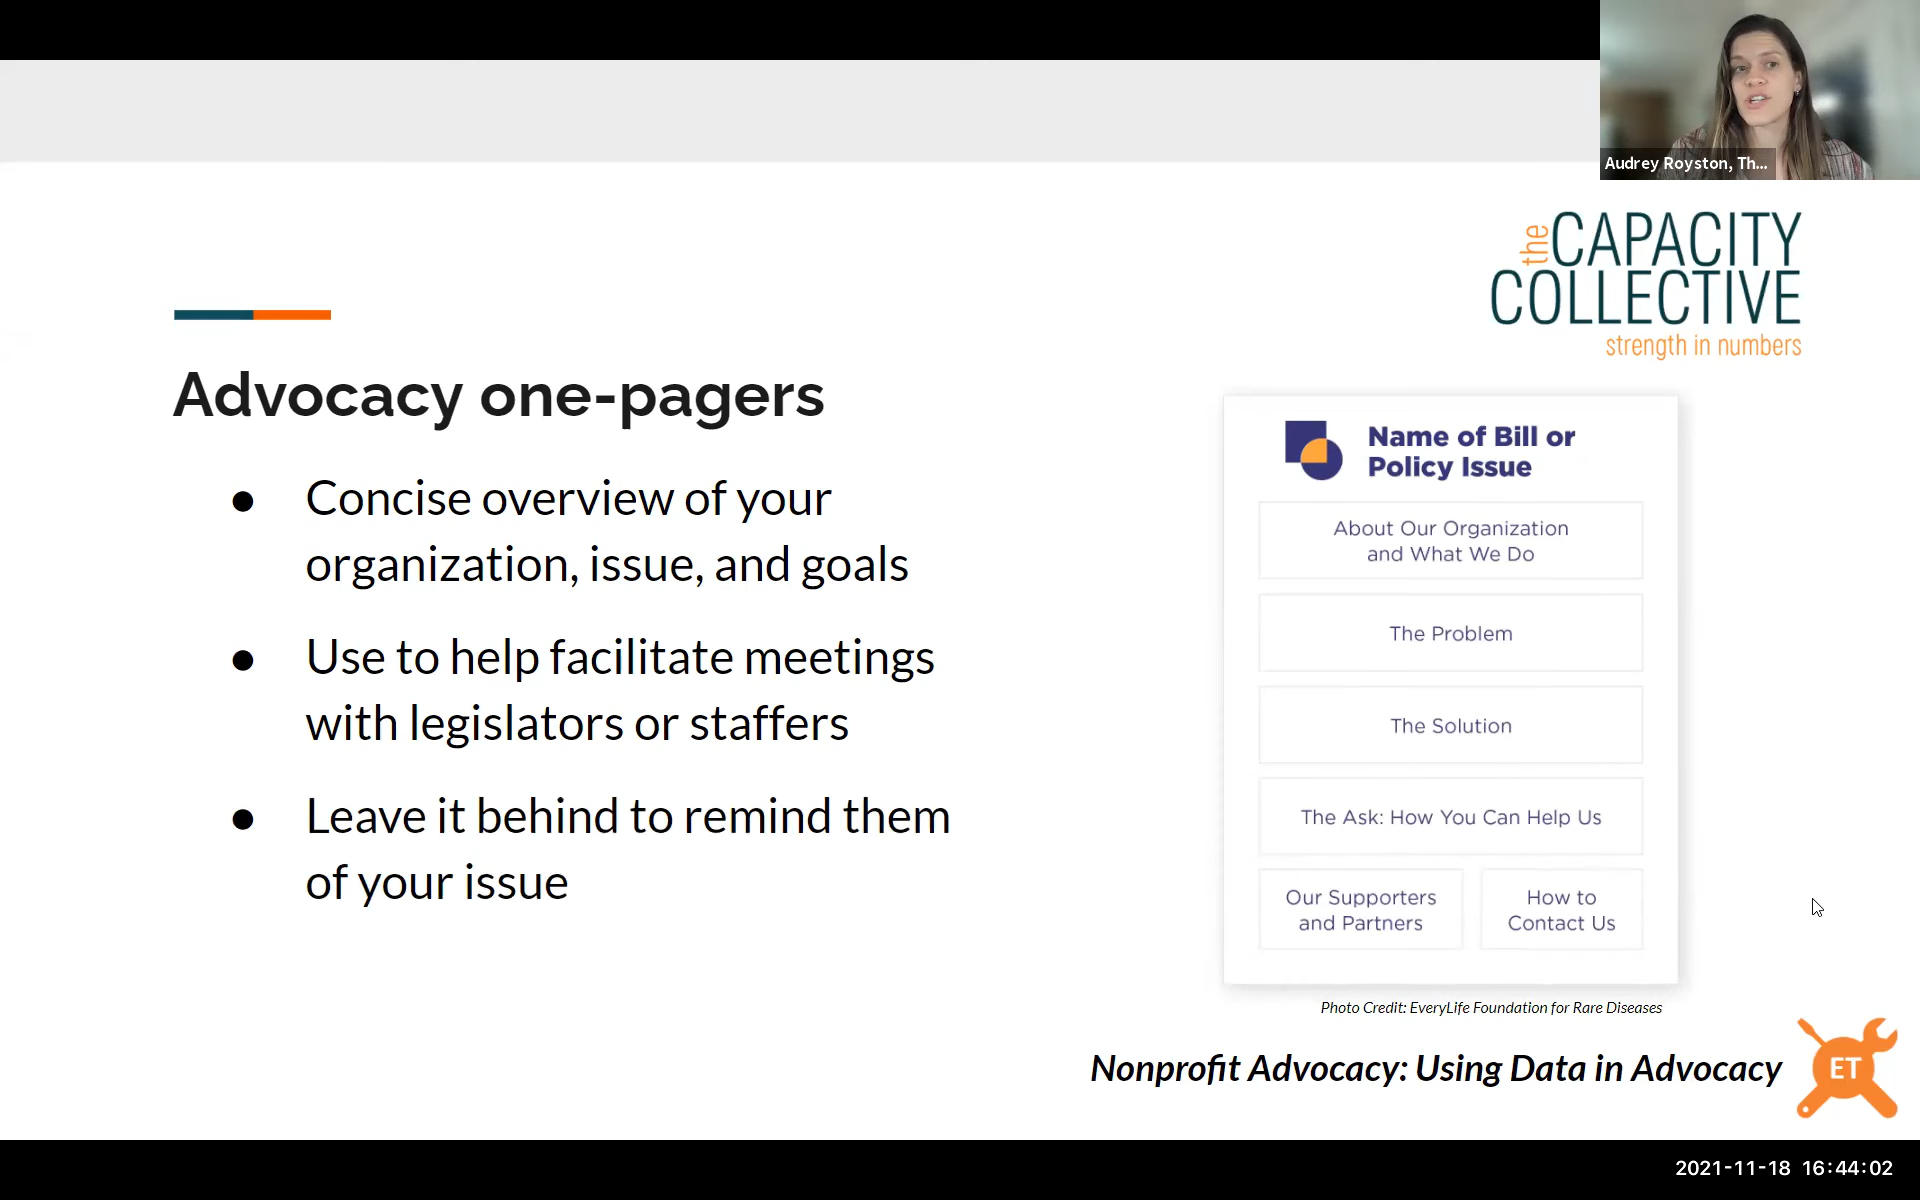 Audrey Royston, Th...
the CAPACITY
COLLECTIVE
strength in numbers
Advocacy one-pagers
● Concise overview of your
organization, issue, and goals
● Use to help facilitate meetings
with legislators or staffers
● Leave it behind to remind them
of your issue
Name of Bill or
Policy Issue
About Our Organization
and What We Do
The Problem
The Solution
The Ask: How You Can Help Us
Our Supporters
and Partners
How to
Contact Us
Photo Credit: EveryLife Foundation for Rare Diseases
Nonprofit Advocacy: Using Data in Advocacy
ET
2021-11-18 16:44:02